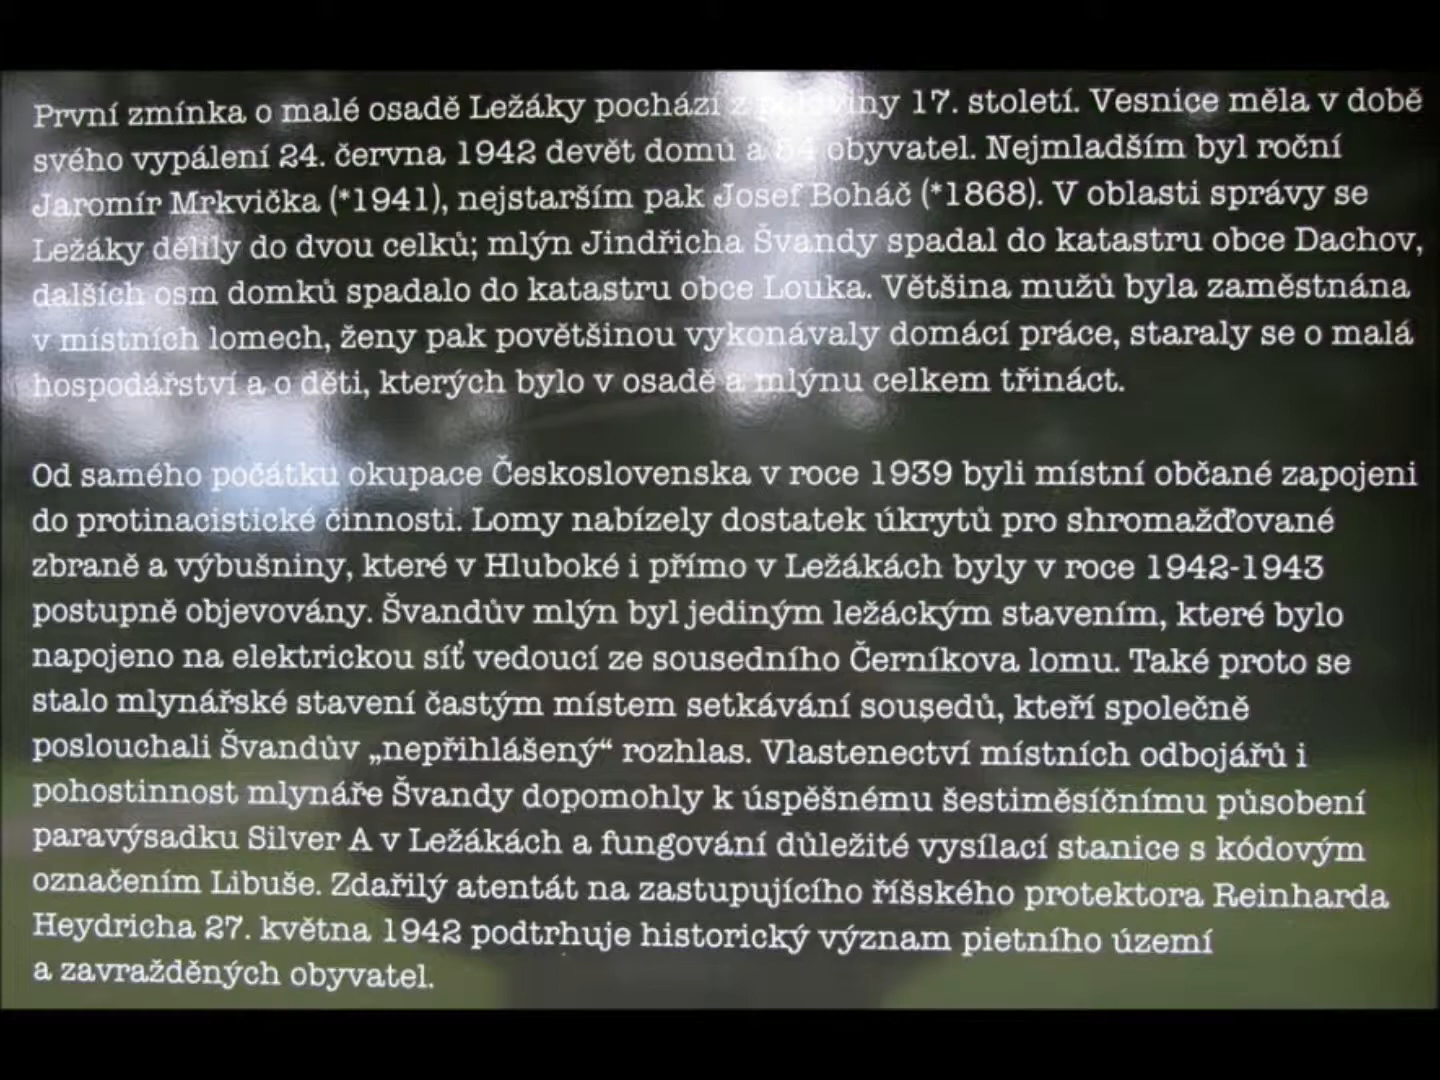 První zmínka o malé osadě Ležáky pochází z poloviny 17. století. Vesnice měla v době
svého vypálení 24. června 1942 devět domů a 54 obyvatel. Nejmladším byl roční
Jaromír Mrkvička (*1941), nejstarším pak Josef Boháč (*1868). V oblasti správy se
Ležáky dělily do dvou celků; mlýn Jindřicha Švandy spadal do katastru obce Dachov,
dalších osm domků spadalo do katastru obce Louka. Většina mužů byla zaměstnána
v místních lomech, ženy pak povětšinou vykonávaly domácí práce, staraly se o malá
hospodářství a o děti, kterých bylo v osadě a mlýnu celkem třináct.
Od samého počátku okupace Československa v roce 1939 byli místní občané zapojeni
do protinacistické činnosti. Lomy nabízely dostatek úkrytů pro shromažďované
zbraně a výbušniny, které v Hluboké i přímo v Ležákách byly v roce 1942-1943
postupně objevovány. Švandův mlýn byl jediným ležáckým stavením, které bylo
napojeno na elektrickou síť vedoucí ze sousedního Černíkova lomu. Také proto se
stalo mlynářské stavení častým místem setkávání sousedů, kteří společně
poslouchali Švandův „nepřihlášený“ rozhlas. Vlastenectví místních odbojářů i
pohostinnost mlynáře Švandy dopomohly k úspěšnému šestiměsíčnímu působení
paravýsadku Silver A v Ležákách a fungování důležité vysílací stanice s kódovým
označením Libuše. Zdařilý atentát na zastupujícího říšského protektora Reinharda
Heydricha 27. května 1942 podtrhuje historický význam pietního území
a zavražděných obyvatel.